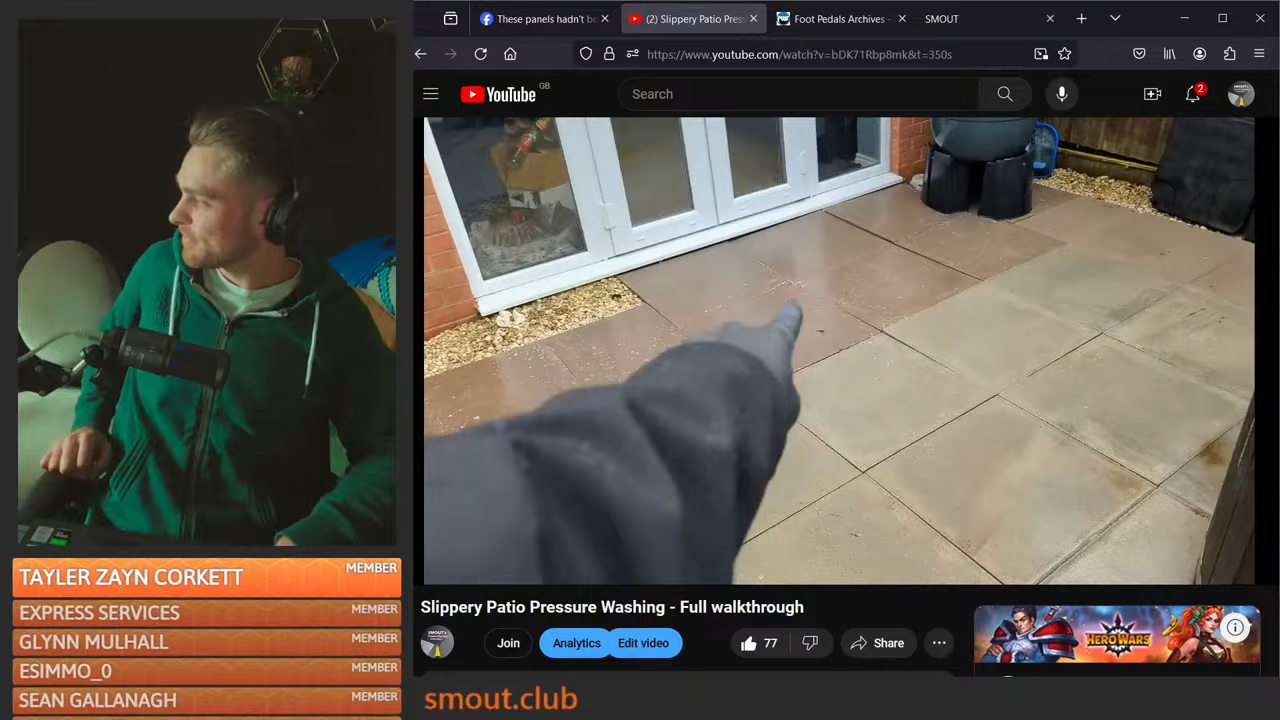 These panels hadn't be
(2) Slippery Patio Pres
Foot Pedals Archives -
SMOUT
https://www.youtube.com/watch?v=bDK71Rbp8mk&t=350s
YouTube GB
Search
2
TAYLER ZAYN CORKETT MEMBER
EXPRESS SERVICES MEMBER
GLYNN MULHALL MEMBER
ESIMMO_0 MEMBER
SEAN GALLANAGH MEMBER
Slippery Patio Pressure Washing - Full walkthrough
Join
Analytics
Edit video
77
Share
HERO WARS
smout.club